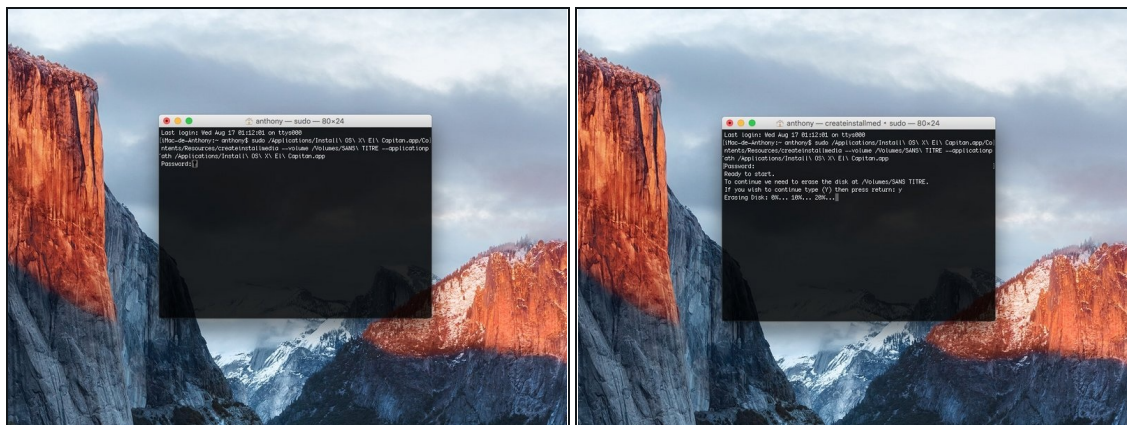 anthony — sudo — 80×24
Last login: Wed Aug 17 01:12:01 on ttys000
[iMac-de-Anthony:~ anthony$ sudo /Applications/Install\ OS\ X\ El\ Capitan.app/Co]
ntents/Resources/createinstallmedia --volume /Volumes/SANS\ TITRE --applicationp
ath /Applications/Install\ OS\ X\ El\ Capitan.app
Password:
anthony — createinstallmed • sudo — 80×24
Last login: Wed Aug 17 01:12:01 on ttys000
[iMac-de-Anthony:~ anthony$ sudo /Applications/Install\ OS\ X\ El\ Capitan.app/Co]
ntents/Resources/createinstallmedia --volume /Volumes/SANS\ TITRE --applicationp
ath /Applications/Install\ OS\ X\ El\ Capitan.app
[Password: ]
Ready to start.
To continue we need to erase the disk at /Volumes/SANS TITRE.
If you wish to continue type (Y) then press return: y
Erasing Disk: 0%... 10%... 20%...